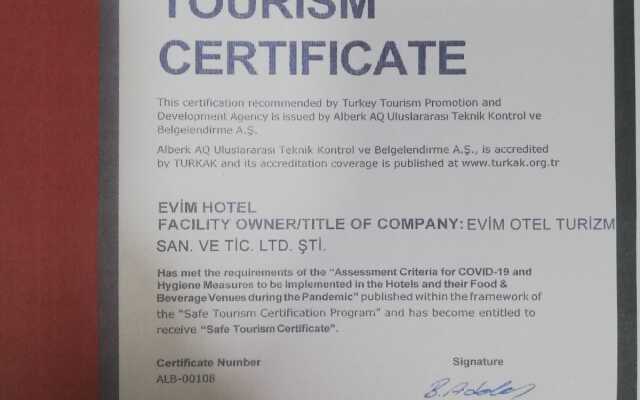 TOURISM
CERTIFICATE
This certification recommended by Turkey Tourism Promotion and
Development Agency is issued by Alberk AQ Uluslararası Teknik Kontrol ve
Belgelendirme A.Ş.
Alberk AQ Uluslararası Teknik Kontrol ve Belgelendirme A.Ş., is accredited
by TURKAK and its accreditation coverage is published at www.turkak.org.tr
EVİM HOTEL
FACILITY OWNER/TITLE OF COMPANY: EVİM OTEL TURİZM
SAN. VE TİC. LTD. ŞTİ.
Has met the requirements of the "Assessment Criteria for COVID-19 and
Hygiene Measures to be Implemented in the Hotels and their Food &
Beverage Venues during the Pandemic" published within the framework of
the "Safe Tourism Certification Program" and has become entitled to
receive "Safe Tourism Certificate".
Certificate Number Signature
ALB-00108